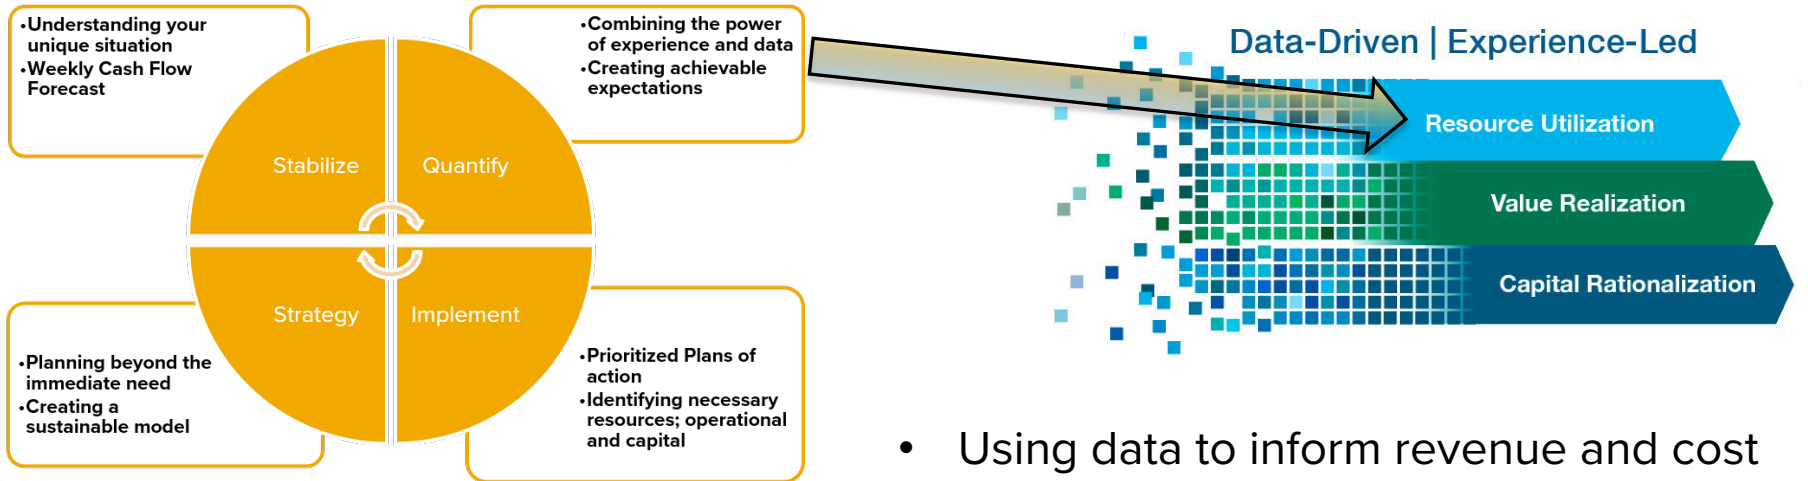 •Understanding your
unique situation
•Weekly Cash Flow
Forecast
•Combining the power
of experience and data
•Creating achievable
expectations
Stabilize
Quantify
Strategy
Implement
•Planning beyond the
immediate need
•Creating a
sustainable model
•Prioritized Plans of
action
•Identifying necessary
resources; operational
and capital
Data-Driven | Experience-Led
Resource Utilization
Value Realization
Capital Rationalization
• Using data to inform revenue and cost